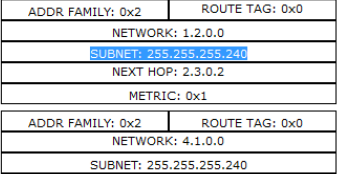 ADDR FAMILY: 0x2 ROUTE TAG: 0x0
NETWORK: 1.2.0.0
SUBNET: 255.255.255.240
NEXT HOP: 2.3.0.2
METRIC: 0x1
ADDR FAMILY: 0x2 ROUTE TAG: 0x0
NETWORK: 4.1.0.0
SUBNET: 255.255.255.240